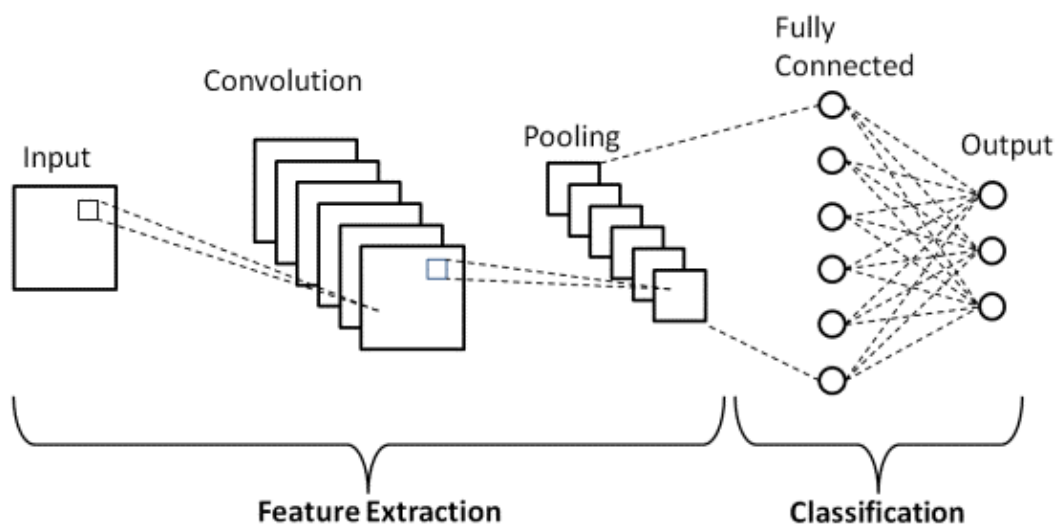 Input
Convolution
Pooling
Fully
Connected
Output
Feature Extraction
Classification